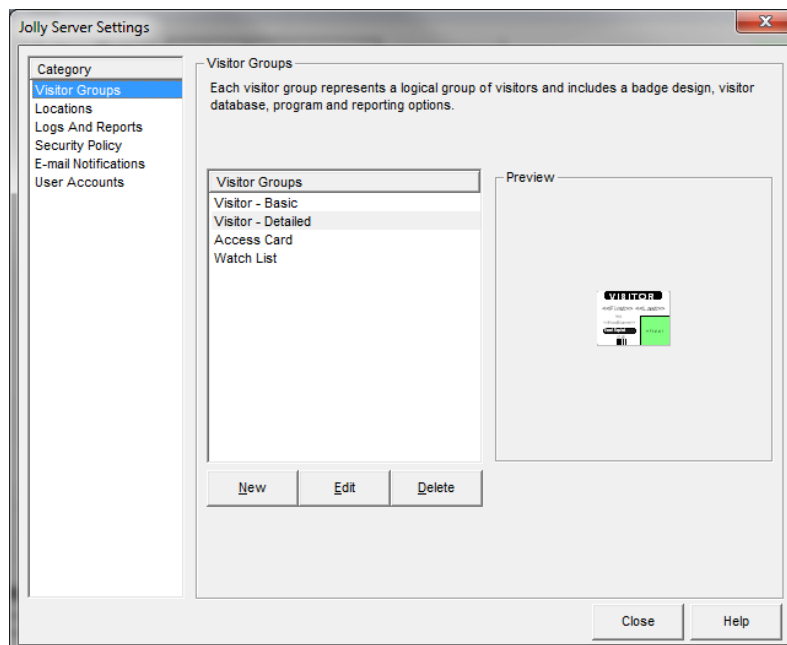 Jolly Server Settings
Category
Visitor Groups
Locations
Logs And Reports
Security Policy
E-mail Notifications
User Accounts
Visitor Groups
Each visitor group represents a logical group of visitors and includes a badge design, visitor
database, program and reporting options.
Visitor Groups
Visitor - Basic
Visitor - Detailed
Access Card
Watch List
New
Edit
Delete
Preview
VISITOR
Close
Help